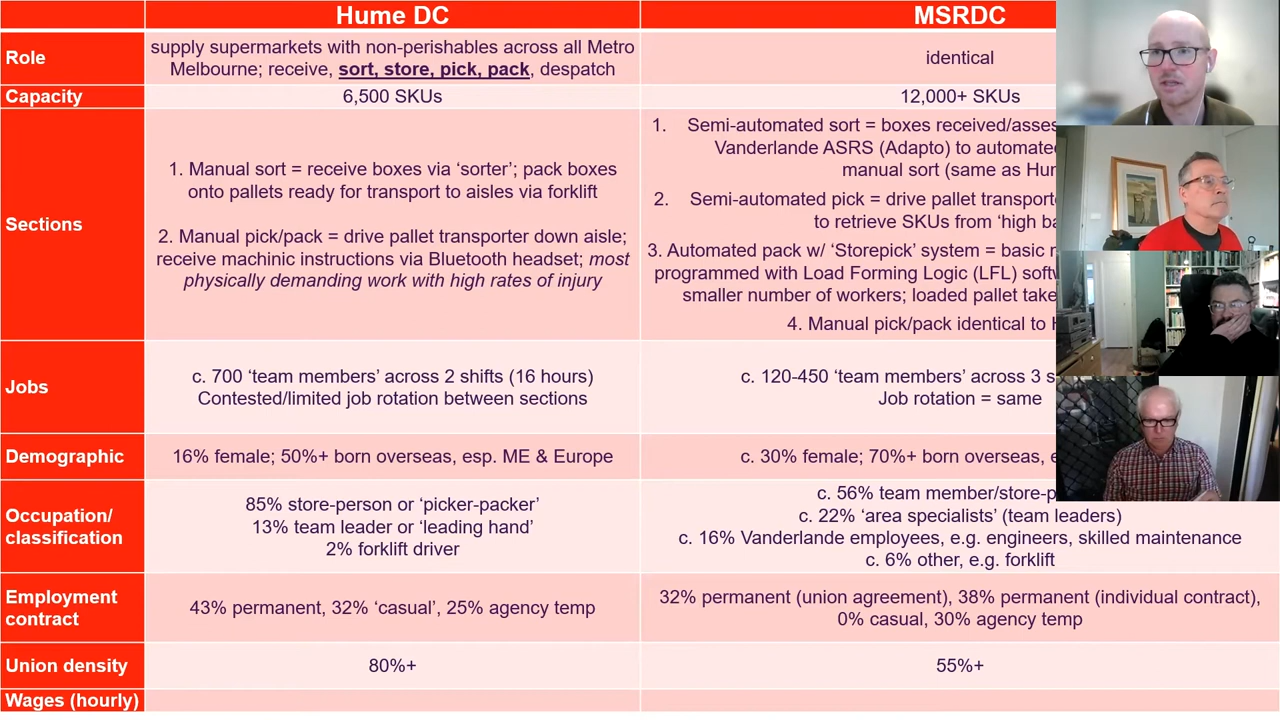 Hume DC
MSRDC
Role
supply supermarkets with non-perishables across all Metro
Melbourne; receive, sort, store, pick, pack, despatch
identical
Capacity
6,500 SKUs
12,000+ SKUs
Sections
1. Manual sort = receive boxes via ‘sorter’; pack boxes
onto pallets ready for transport to aisles via forklift
2. Manual pick/pack = drive pallet transporter down aisle;
receive machinic instructions via Bluetooth headset; most
physically demanding work with high rates of injury
1. Semi-automated sort = boxes received/asses
Vanderlande ASRS (Adapto) to automated
manual sort (same as Hu
2. Semi-automated pick = drive pallet transporte
to retrieve SKUs from ‘high ba
3. Automated pack w/ ‘Storepick’ system = basic
programmed with Load Forming Logic (LFL) soft
smaller number of workers; loaded pallet take
4. Manual pick/pack identical to
Jobs
c. 700 ‘team members’ across 2 shifts (16 hours)
Contested/limited job rotation between sections
c. 120-450 ‘team members’ across 3 s
Job rotation = same
Demographic
16% female; 50%+ born overseas, esp. ME & Europe
c. 30% female; 70%+ born overseas, e
Occupation/
classification
85% store-person or ‘picker-packer’
13% team leader or ‘leading hand’
2% forklift driver
c. 56% team member/store-p
c. 22% ‘area specialists’ (team leaders)
c. 16% Vanderlande employees, e.g. engineers, skilled maintenance
c. 6% other, e.g. forklift
Employment
contract
43% permanent, 32% ‘casual’, 25% agency temp
32% permanent (union agreement), 38% permanent (individual contract),
0% casual, 30% agency temp
Union density
80%+
55%+
Wages (hourly)